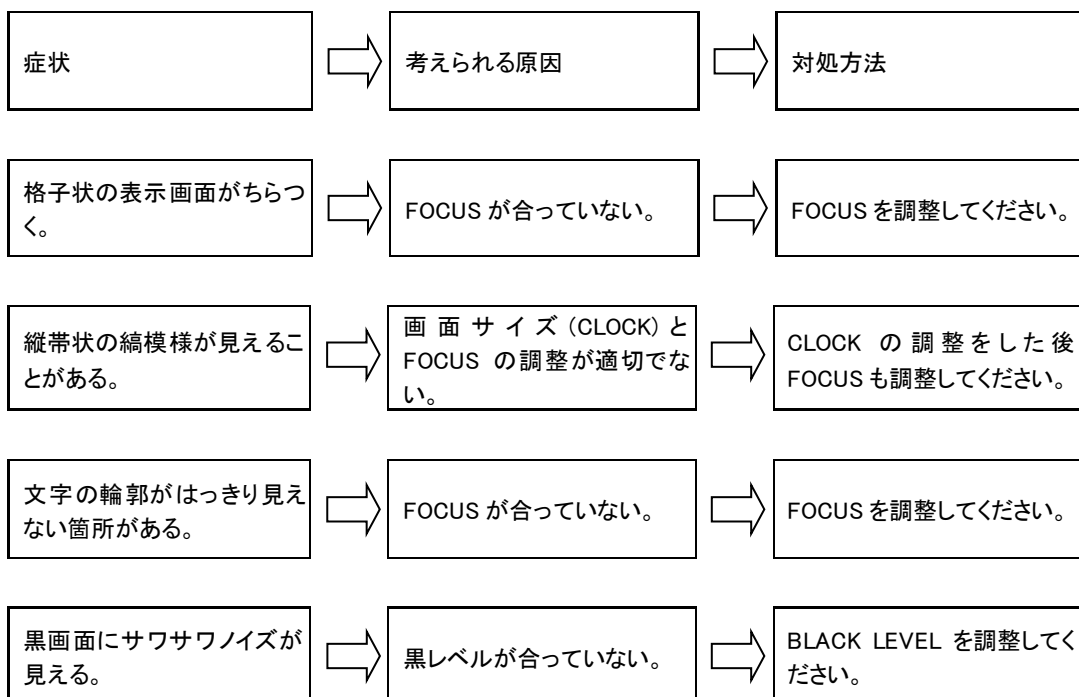 症状
考えられる原因
対処方法
格子状の表示画面がちらつ
く。
FOCUS が合っていない。
FOCUS を調整してください。
縦帯状の縞模様が見えるこ
とがある。
画面サイズ(CLOCK)と
FOCUS の調整が適切でな
い。
CLOCK の調整をした後
FOCUS も調整してください。
文字の輪郭がはっきり見え
ない箇所がある。
FOCUS が合っていない。
FOCUS を調整してください。
黒画面にサワサワノイズが
見える。
黒レベルが合っていない。
BLACK LEVEL を調整してく
ださい。